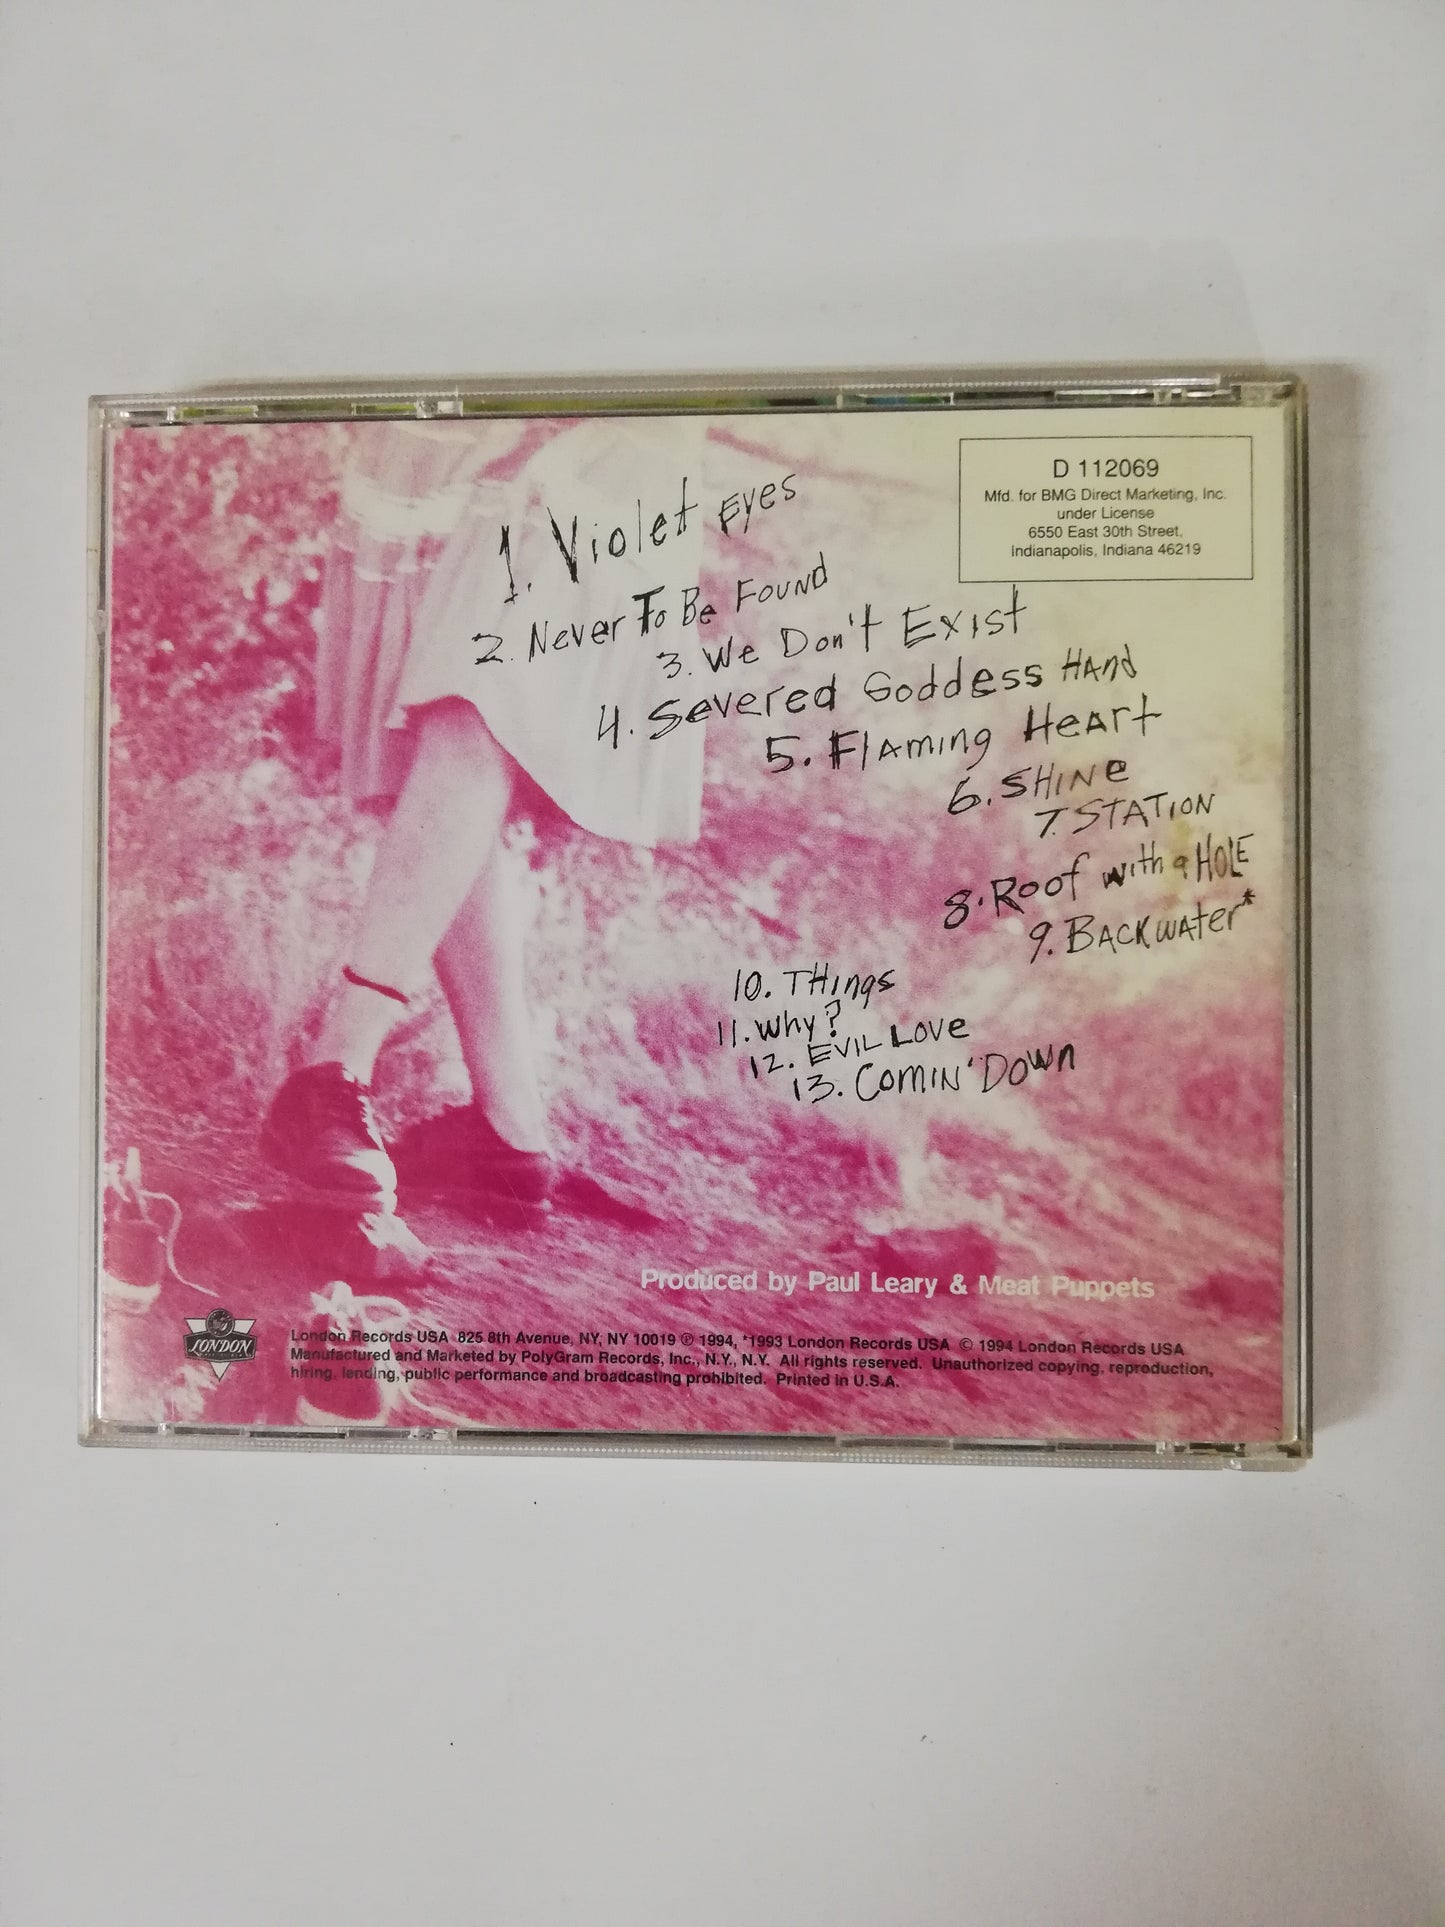 D 112069
Mfd. for BMG Direct Marketing, Inc.
under License
6550 East 30th Street,
Indianapolis, Indiana 46219
1. Violet Eyes
2. Never To Be Found
3. We Don't Exist
4. Severed Goddess Hand
5. Flaming Heart
6. SHINe
7. STATION
8. Roof with a HOLE
9. BACKwAter*
10. THings
11. Why?
12. EVIL LOVe
13. COMIN' DOwn
Produced by Paul Leary & Meat Puppets
LONDON
London Records USA 825 8th Avenue, NY, NY 10019 ℗ 1994, *1993 London Records USA © 1994 London Records USA
Manufactured and Marketed by PolyGram Records, Inc., N.Y., N.Y. All rights reserved. Unauthorized copying, reproduction,
hiring, lending, public performance and broadcasting prohibited. Printed in U.S.A.